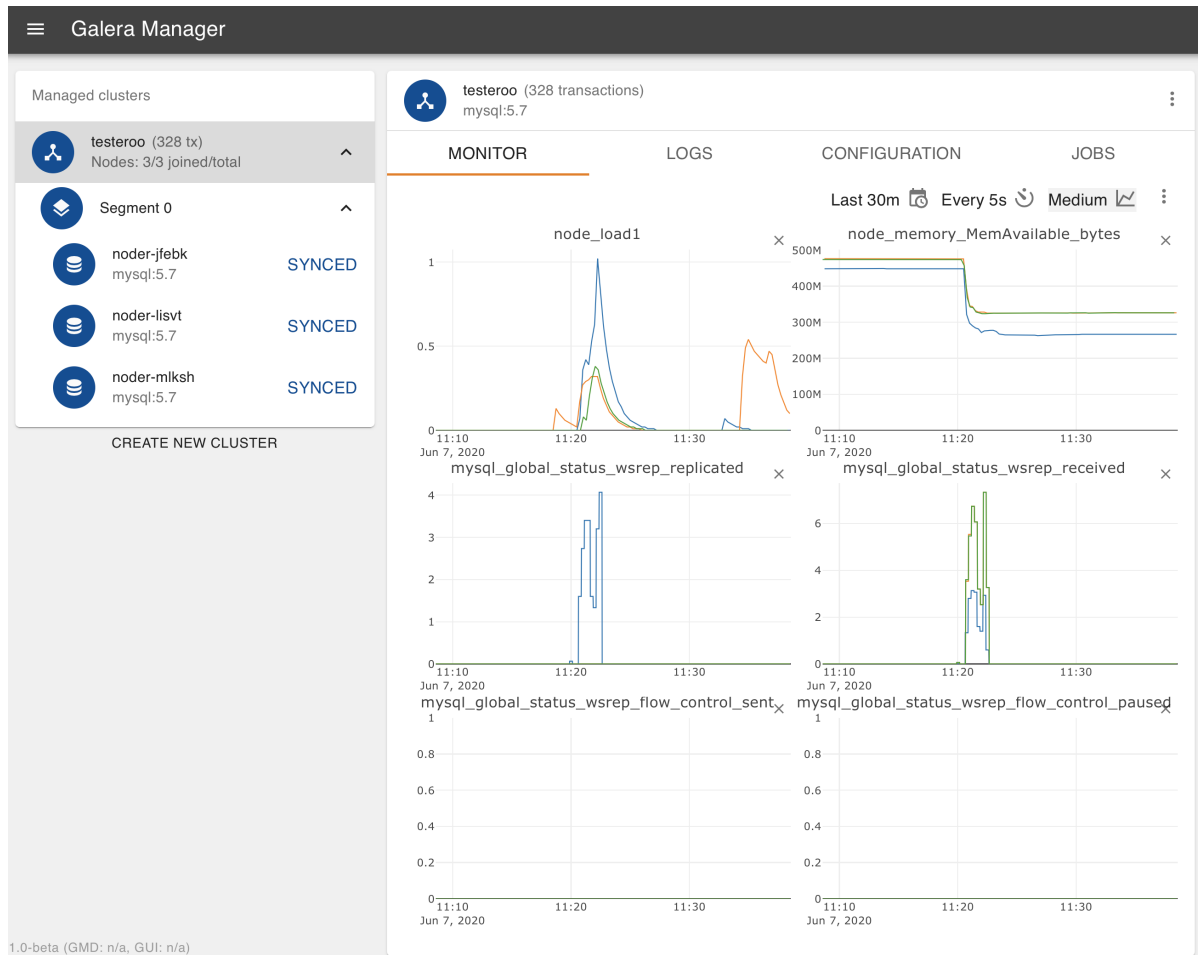 Galera Manager
Managed clusters
testeroo (328 tx)
Nodes: 3/3 joined/total
Segment 0
noder-jfebk
mysql:5.7
SYNCED
noder-lisvt
mysql:5.7
SYNCED
noder-mlksh
mysql:5.7
SYNCED
CREATE NEW CLUSTER
testeroo (328 transactions)
mysql:5.7
MONITOR LOGS CONFIGURATION JOBS
Last 30m Every 5s Medium
node_load1
1
0.5
0
11:10 11:20 11:30
Jun 7, 2020
node_memory_MemAvailable_bytes
500M
400M
300M
200M
100M
0
11:10 11:20 11:30
Jun 7, 2020
mysql_global_status_wsrep_replicated
4
3
2
1
0
11:10 11:20 11:30
Jun 7, 2020
mysql_global_status_wsrep_received
6
4
2
0
11:10 11:20 11:30
Jun 7, 2020
mysql_global_status_wsrep_flow_control_sent
1
0.8
0.6
0.4
0.2
0
11:10 11:20 11:30
Jun 7, 2020
mysql_global_status_wsrep_flow_control_paused
1
0.8
0.6
0.4
0.2
0
11:10 11:20 11:30
Jun 7, 2020
1.0-beta (GMD: n/a, GUI: n/a)